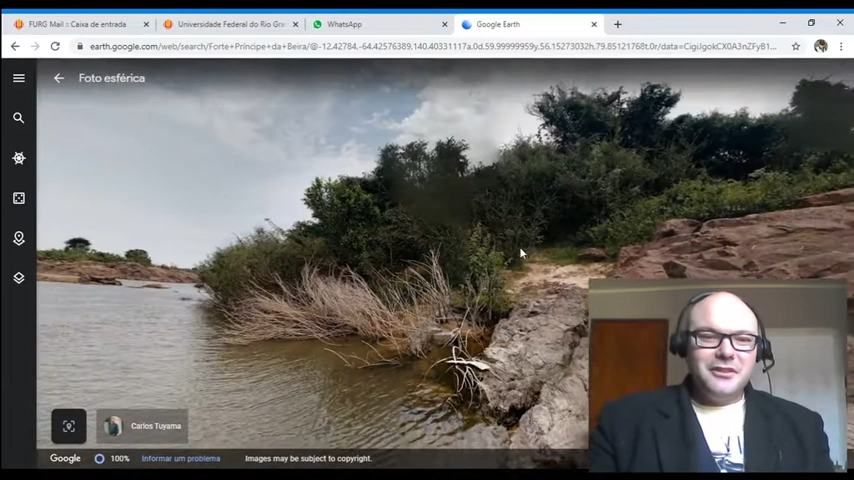 FURG Mail :: Caixa de entrada
Universidade Federal do Rio Gra
WhatsApp
Google Earth
earth.google.com/web/search/Forte+Príncipe+da+Beira/@-12.42784,-64.42576389,140.40331117a,0d,59.99999959y,56.15273032h,79.85121768t,0r/data=
Foto esférica
Carlos Tuyama
Google 100% Informar um problema Images may be subject to copyright.